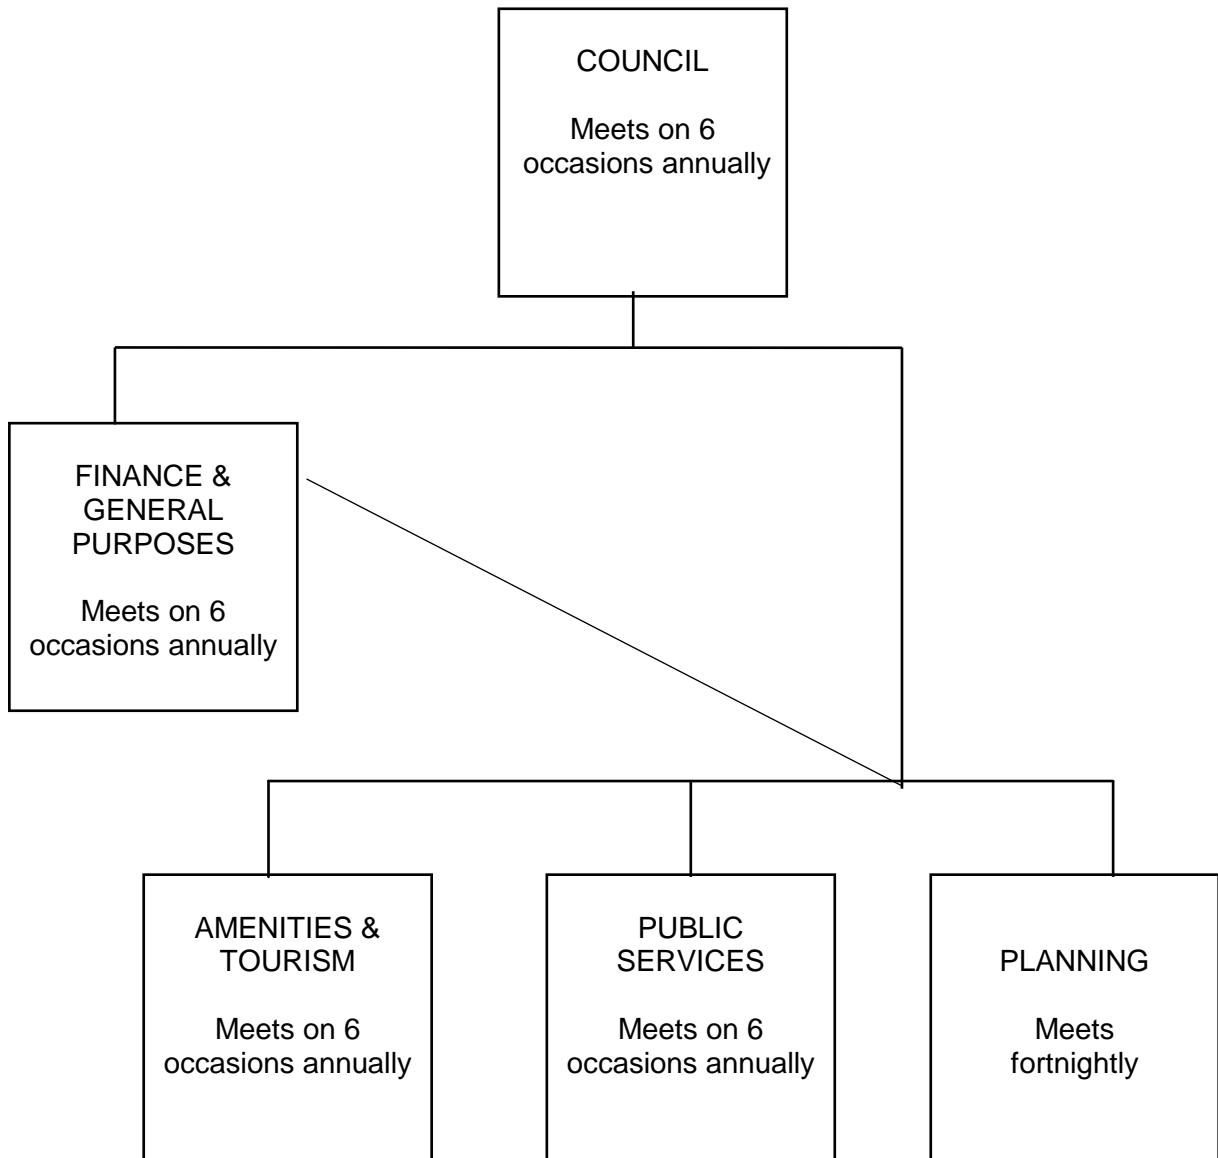 COUNCIL
Meets on 6
occasions annually
FINANCE &
GENERAL
PURPOSES
Meets on 6
occasions annually
AMENITIES &
TOURISM
Meets on 6
occasions annually
PUBLIC
SERVICES
Meets on 6
occasions annually
PLANNING
Meets
fortnightly